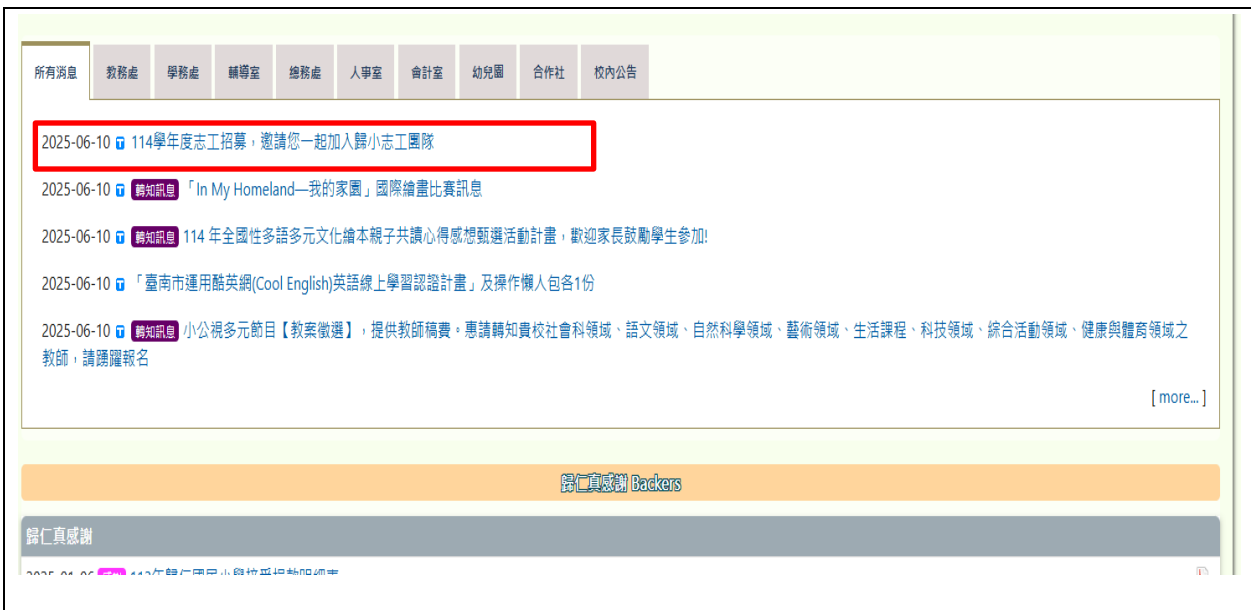 所有消息 教務處 學務處 輔導室 總務處 人事室 會計室 幼兒園 合作社 校內公告
2025-06-10 114學年度志工招募，邀請您一起加入歸小志工團隊
2025-06-10 轉知訊息 「In My Homeland—我的家園」國際繪畫比賽訊息
2025-06-10 轉知訊息 114 年全國性多語多元文化繪本親子共讀心得感想甄選活動計畫，歡迎家長鼓勵學生參加!
2025-06-10 「臺南市運用酷英網(Cool English)英語線上學習認證計畫」及操作懶人包各1份
2025-06-10 轉知訊息 小公視多元節目【教案徵選】，提供教師稿費。惠請轉知貴校社會科領域、語文領域、自然科學領域、藝術領域、生活課程、科技領域、綜合活動領域、健康與體育領域之
教師，請踴躍報名
[ more... ]
歸仁真感謝 Backers
歸仁真感謝